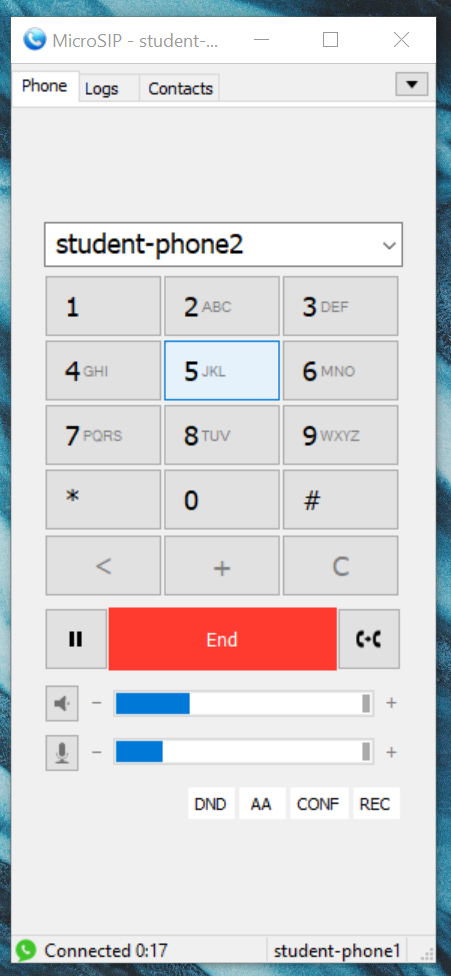 MicroSIP - student-...
Phone Logs Contacts
student-phone2
1 2 ABC 3 DEF
4 GHI 5 JKL 6 MNO
7 PQRS 8 TUV 9 WXYZ
* 0 #
< + C
End
− +
− +
DND AA CONF REC
Connected 0:17 student-phone1